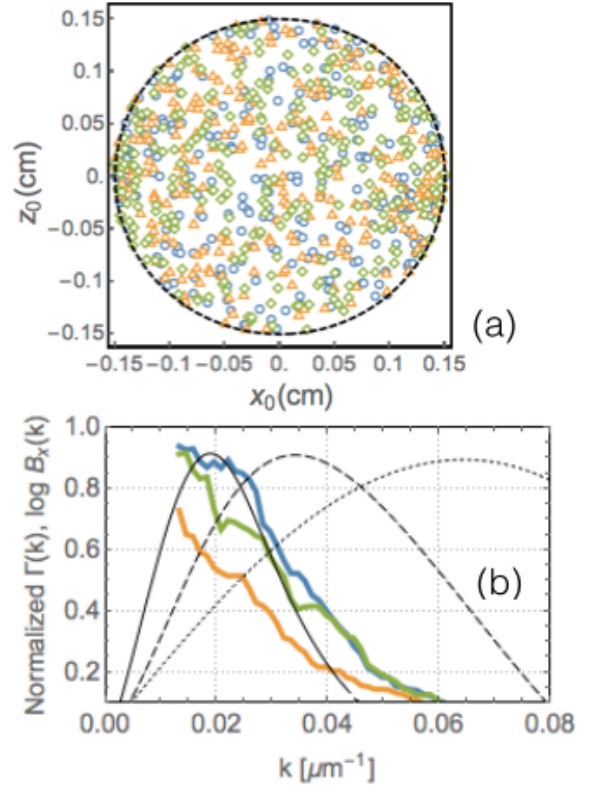 0.15
0.1
0.05
0.
−0.05
−0.1
−0.15
z₀(cm)
−0.15 −0.1 −0.05 0. 0.05 0.1 0.15
x₀(cm)
(a)
1.0
0.8
0.6
0.4
0.2
Normalized Γ(k), log Bₓ(k)
(b)
0.00 0.02 0.04 0.06 0.08
k [μm⁻¹]